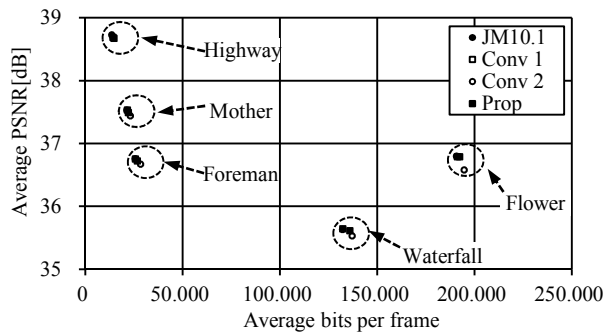 39
38
37
36
35
Average PSNR[dB]
JM10.1
Conv 1
Conv 2
Prop
Highway
Mother
Foreman
Flower
Waterfall
0 50.000 100.000 150.000 200.000 250.000
Average bits per frame